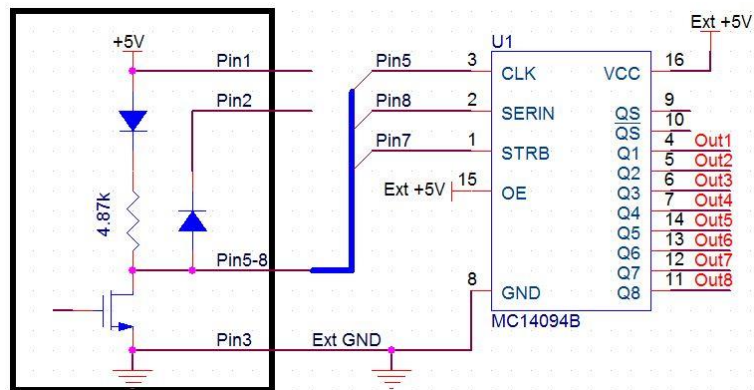 +5V
Pin1
Pin2
4.87k
Pin5-8
Pin3
Ext GND
Pin5
Pin8
Pin7
Ext +5V
U1
3 CLK
2 SERIN
1 STRB
15 OE
8 GND
VCC 16
QS 9
QS 10
Q1 4 Out1
Q2 5 Out2
Q3 6 Out3
Q4 7 Out4
Q5 14 Out5
Q6 13 Out6
Q7 12 Out7
Q8 11 Out8
MC14094B
Ext +5V